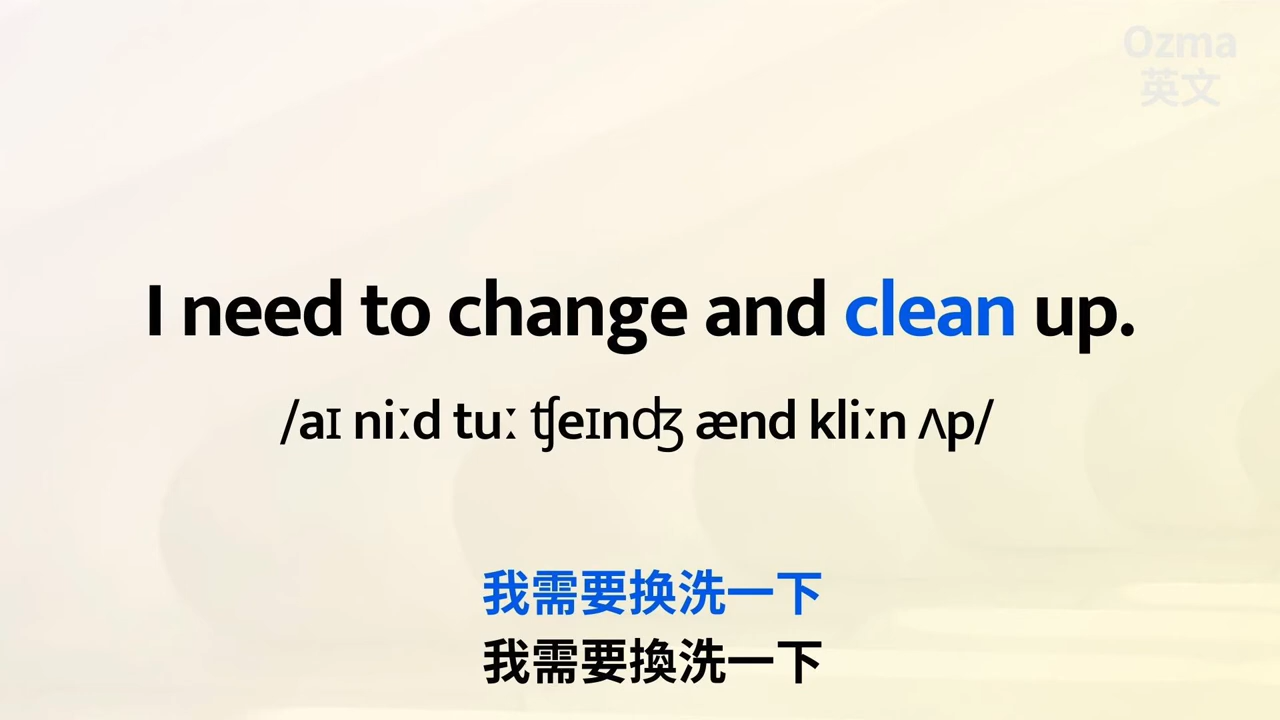 Ozma
英文
I need to change and clean up.
/aɪ niːd tuː ʧeɪnʤ ænd kliːn ʌp/
我需要换洗一下
我需要換洗一下